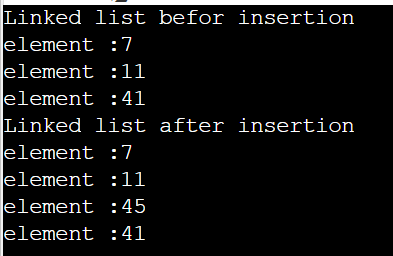 Linked list befor insertion
element :7
element :11
element :41
Linked list after insertion
element :7
element :11
element :45
element :41